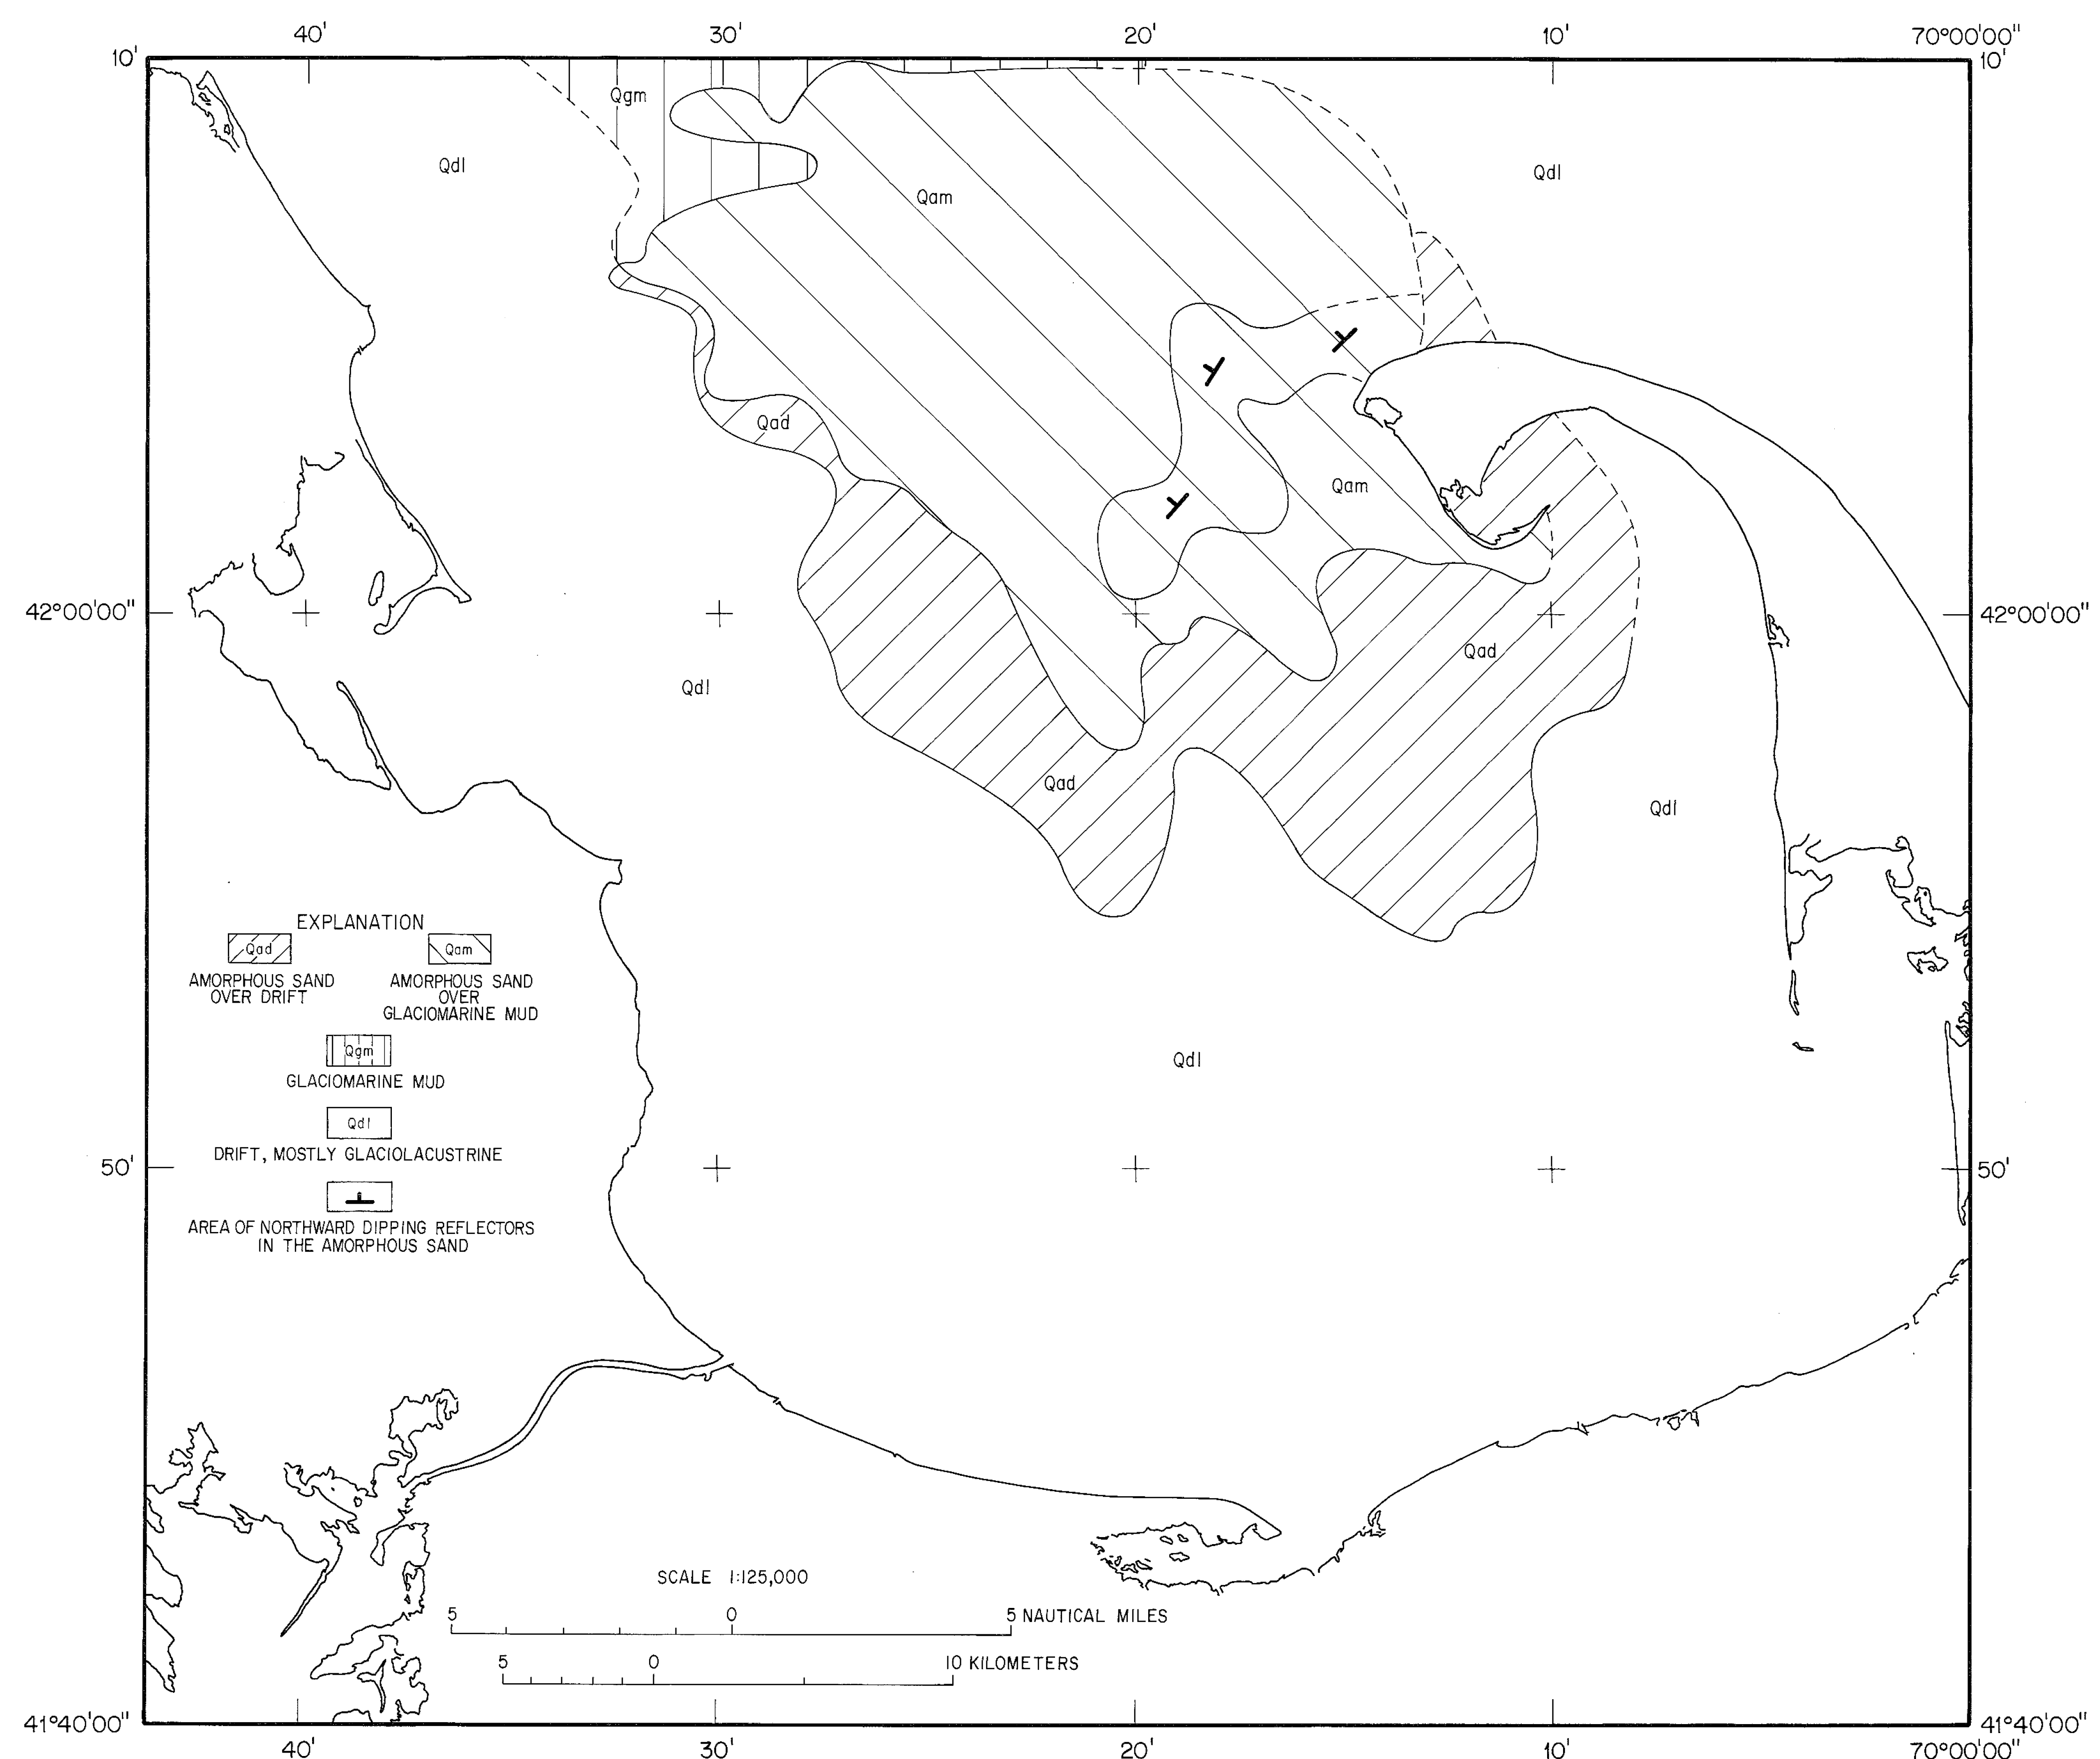 40'
30'
20'
10'
70°00'00"
10'
10'
Qgm
Qdl
Qdl
Qam
Qad
Qam
42°00'00"
42°00'00"
Qad
Qdl
Qad
Qdl
EXPLANATION
Qad
Qam
AMORPHOUS SAND
OVER DRIFT
AMORPHOUS SAND
OVER
GLACIOMARINE MUD
Qgm
GLACIOMARINE MUD
Qdl
DRIFT, MOSTLY GLACIOLACUSTRINE
AREA OF NORTHWARD DIPPING REFLECTORS
IN THE AMORPHOUS SAND
Qdl
50'
50'
SCALE 1:125,000
5 0 5 NAUTICAL MILES
5 0 10 KILOMETERS
41°40'00"
41°40'00"
40'
30'
20'
10'
70°00'00"